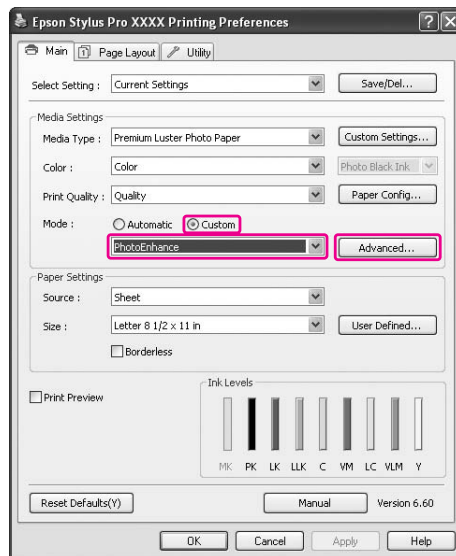 Epson Stylus Pro XXXX Printing Preferences
Main Page Layout Utility
Select Setting : Current Settings Save/Del...
Media Settings
Media Type : Premium Luster Photo Paper Custom Settings...
Color : Color Photo Black Ink
Print Quality : Quality Paper Config...
Mode : Automatic Custom
PhotoEnhance Advanced...
Paper Settings
Source : Sheet
Size : Letter 8 1/2 x 11 in User Defined...
Borderless
Print Preview
Ink Levels
MK PK LK LLK C VM LC VLM Y
Reset Defaults(Y) Manual Version 6.60
OK Cancel Apply Help